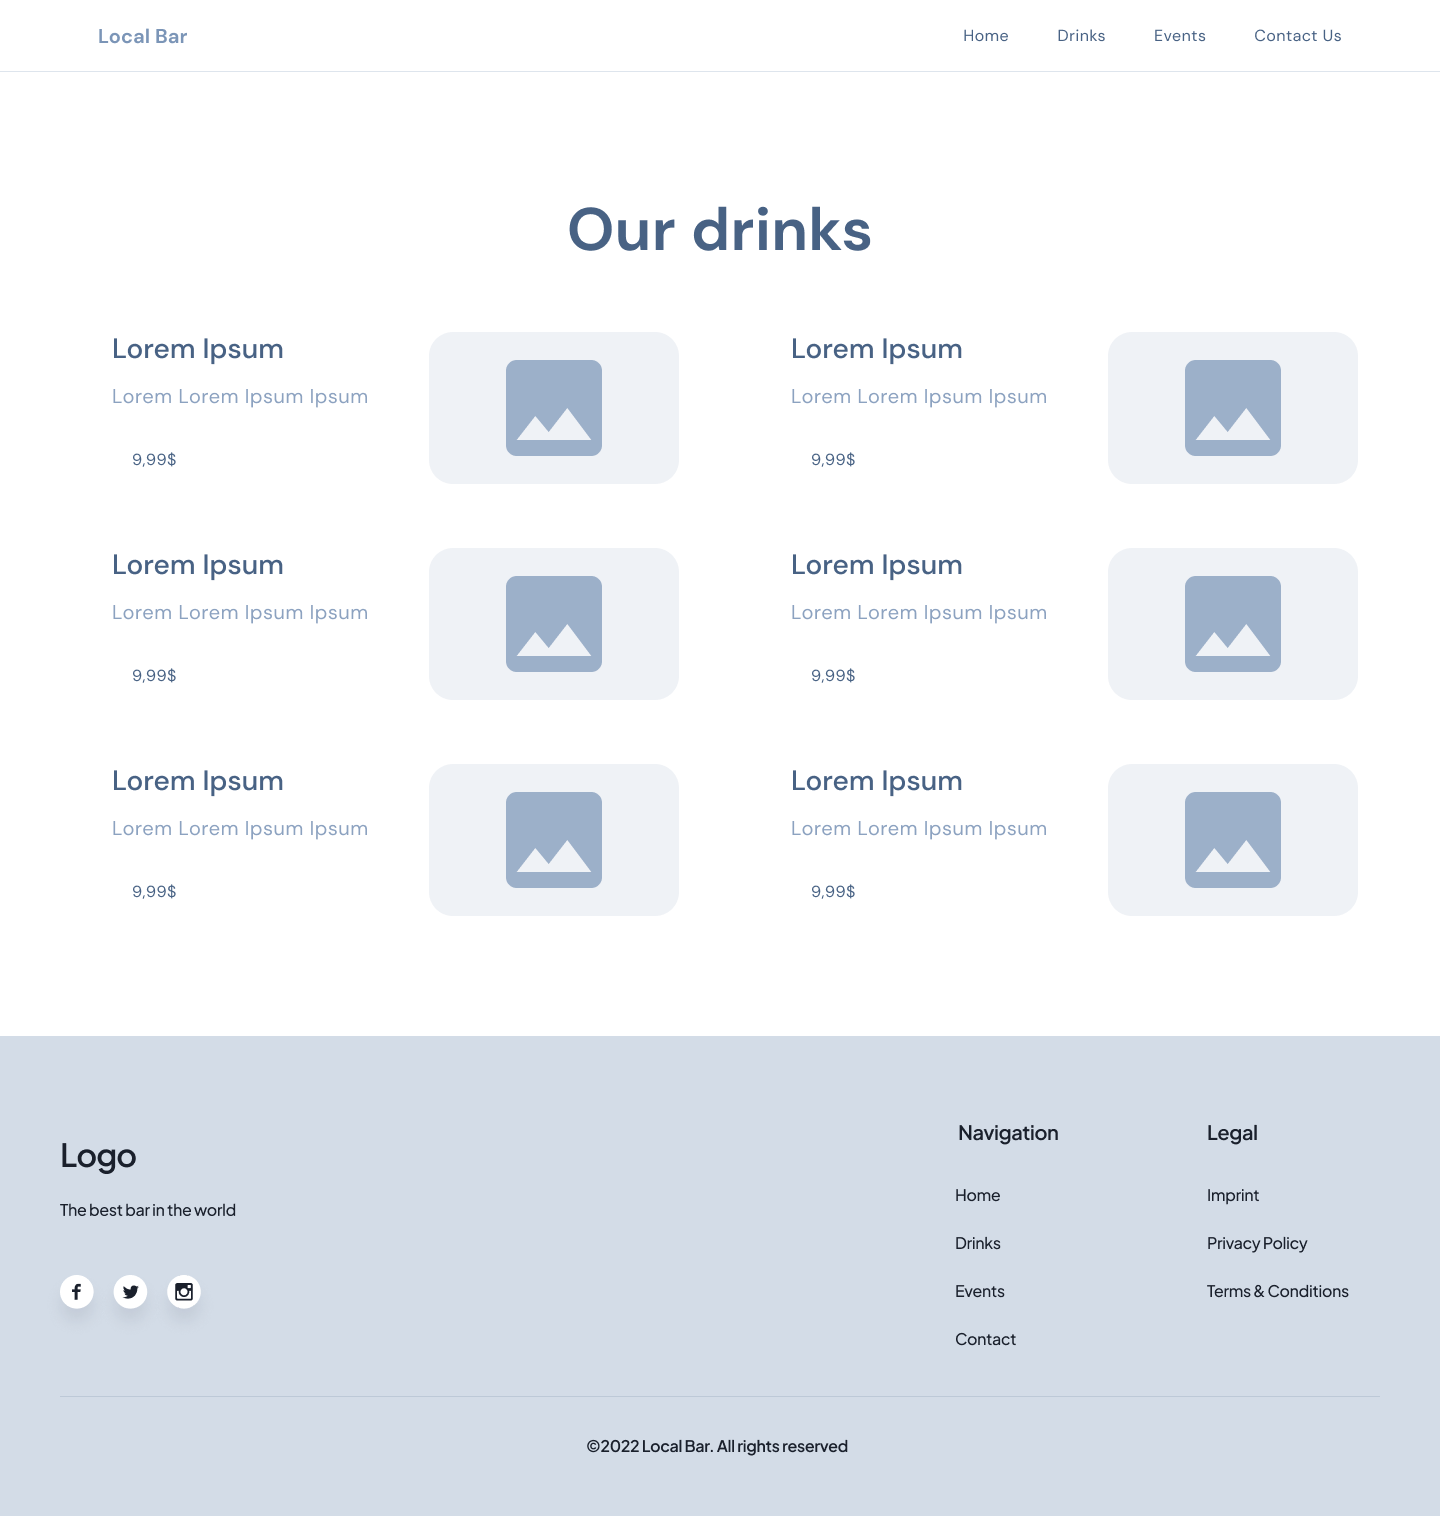 Local Bar
Home
Drinks
Events
Contact Us
Our drinks
Lorem Ipsum
Lorem Lorem Ipsum Ipsum
9,99$
Lorem Ipsum
Lorem Lorem Ipsum Ipsum
9,99$
Lorem Ipsum
Lorem Lorem Ipsum Ipsum
9,99$
Lorem Ipsum
Lorem Lorem Ipsum Ipsum
9,99$
Lorem Ipsum
Lorem Lorem Ipsum Ipsum
9,99$
Lorem Ipsum
Lorem Lorem Ipsum Ipsum
9,99$
Logo
The best bar in the world
Navigation
Home
Drinks
Events
Contact
Legal
Imprint
Privacy Policy
Terms & Conditions
©2022 Local Bar. All rights reserved